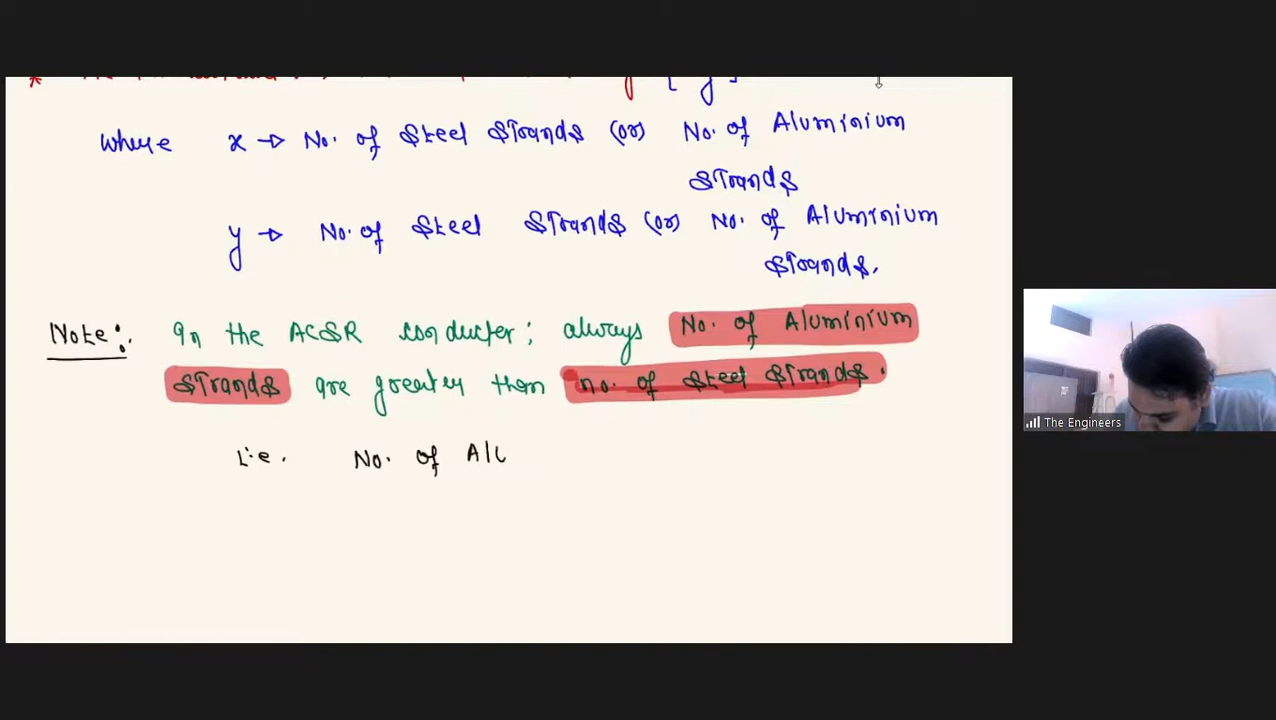 where x → No. of Steel Strands (or) No. of Aluminium
Strands
y → No. of Steel Strands (or) No. of Aluminium
Strands.
Note:. In the ACSR conductor; always No. of Aluminium
Strands are greater then no. of Steel Strands.
i.e. No. of Alu
The Engineers